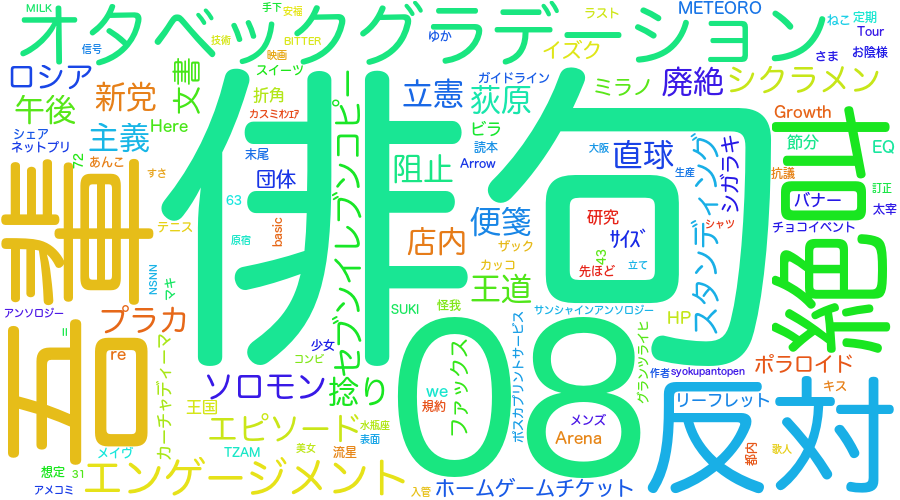 MILK
手下
安描
オタベックグラデーション
METEORO
ラスト
ねこ
定期
Tour
信号
技術
BITTER
映画
ゆか
イズク
さま
お陰様
ロシア
文書
スイーツ
ガイドライン
ミラノ
廃絶
シクラメン
新党
折角
立憲
荻原
午後
Here
カスミオンエア
ビラ
Growth
シェア
ネットプリ
主義
俳句
節分
EQ
末尾
阻止
読本
大阪
直球
シガラキ
あんこ
72
Arrow
生産
抗議
すさ
団体
セブンイレブンコピー
スタンディング
訂正
吾輩
63
便箋
研究
シャツ
バナー
太宰
テニス
原宿
basic
店内
ザック
サイズ
チョコイベント
絶叫
NSNN
マキ
カッコ
先ほど
43
立て
王道
怪我
アンソロジー
SUKI
サンシャインアンソロジー
HP
プラカ
II
少女
08
re
コンビ
グランツライヒ
ポラロイド
カーチャディーマ
ソロモン
捻り
we
ファックス
ポスカプリントサービス
作者
syokupantopen
キス
王国
規約
リーフレット
反対
エピソード
水瓶座
表面
メンズ
Arena
メイヴ
TZAM
美女
流星
都内
歌人
想定
31
エンゲージメント
アメコミ
入管
ホームゲームチケット